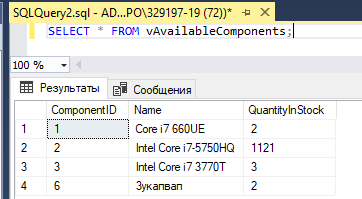 SQLQuery2.sql - AD...PO\329197-19 (72))*
SELECT * FROM vAvailableComponents;
100 %
Результаты Сообщения
ComponentID Name QuantityInStock
1 1 Core i7 660UE 2
2 2 Intel Core i7-5750HQ 1121
3 3 Intel Core i7 3770T 3
4 6 Зукапвап 2